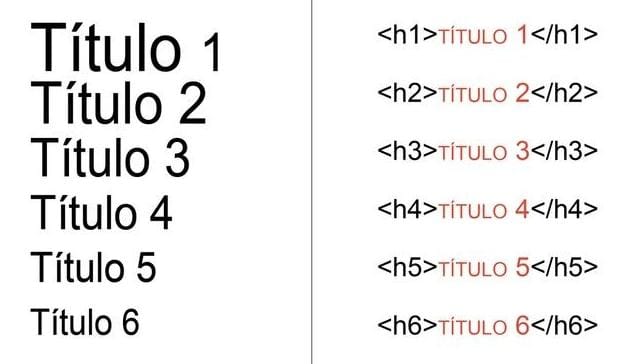 Título 1
Título 2
Título 3
Título 4
Título 5
Título 6
<h1>TÍTULO 1</h1>
<h2>TÍTULO 2</h2>
<h3>TÍTULO 3</h3>
<h4>TÍTULO 4</h4>
<h5>TÍTULO 5</h5>
<h6>TÍTULO 6</h6>